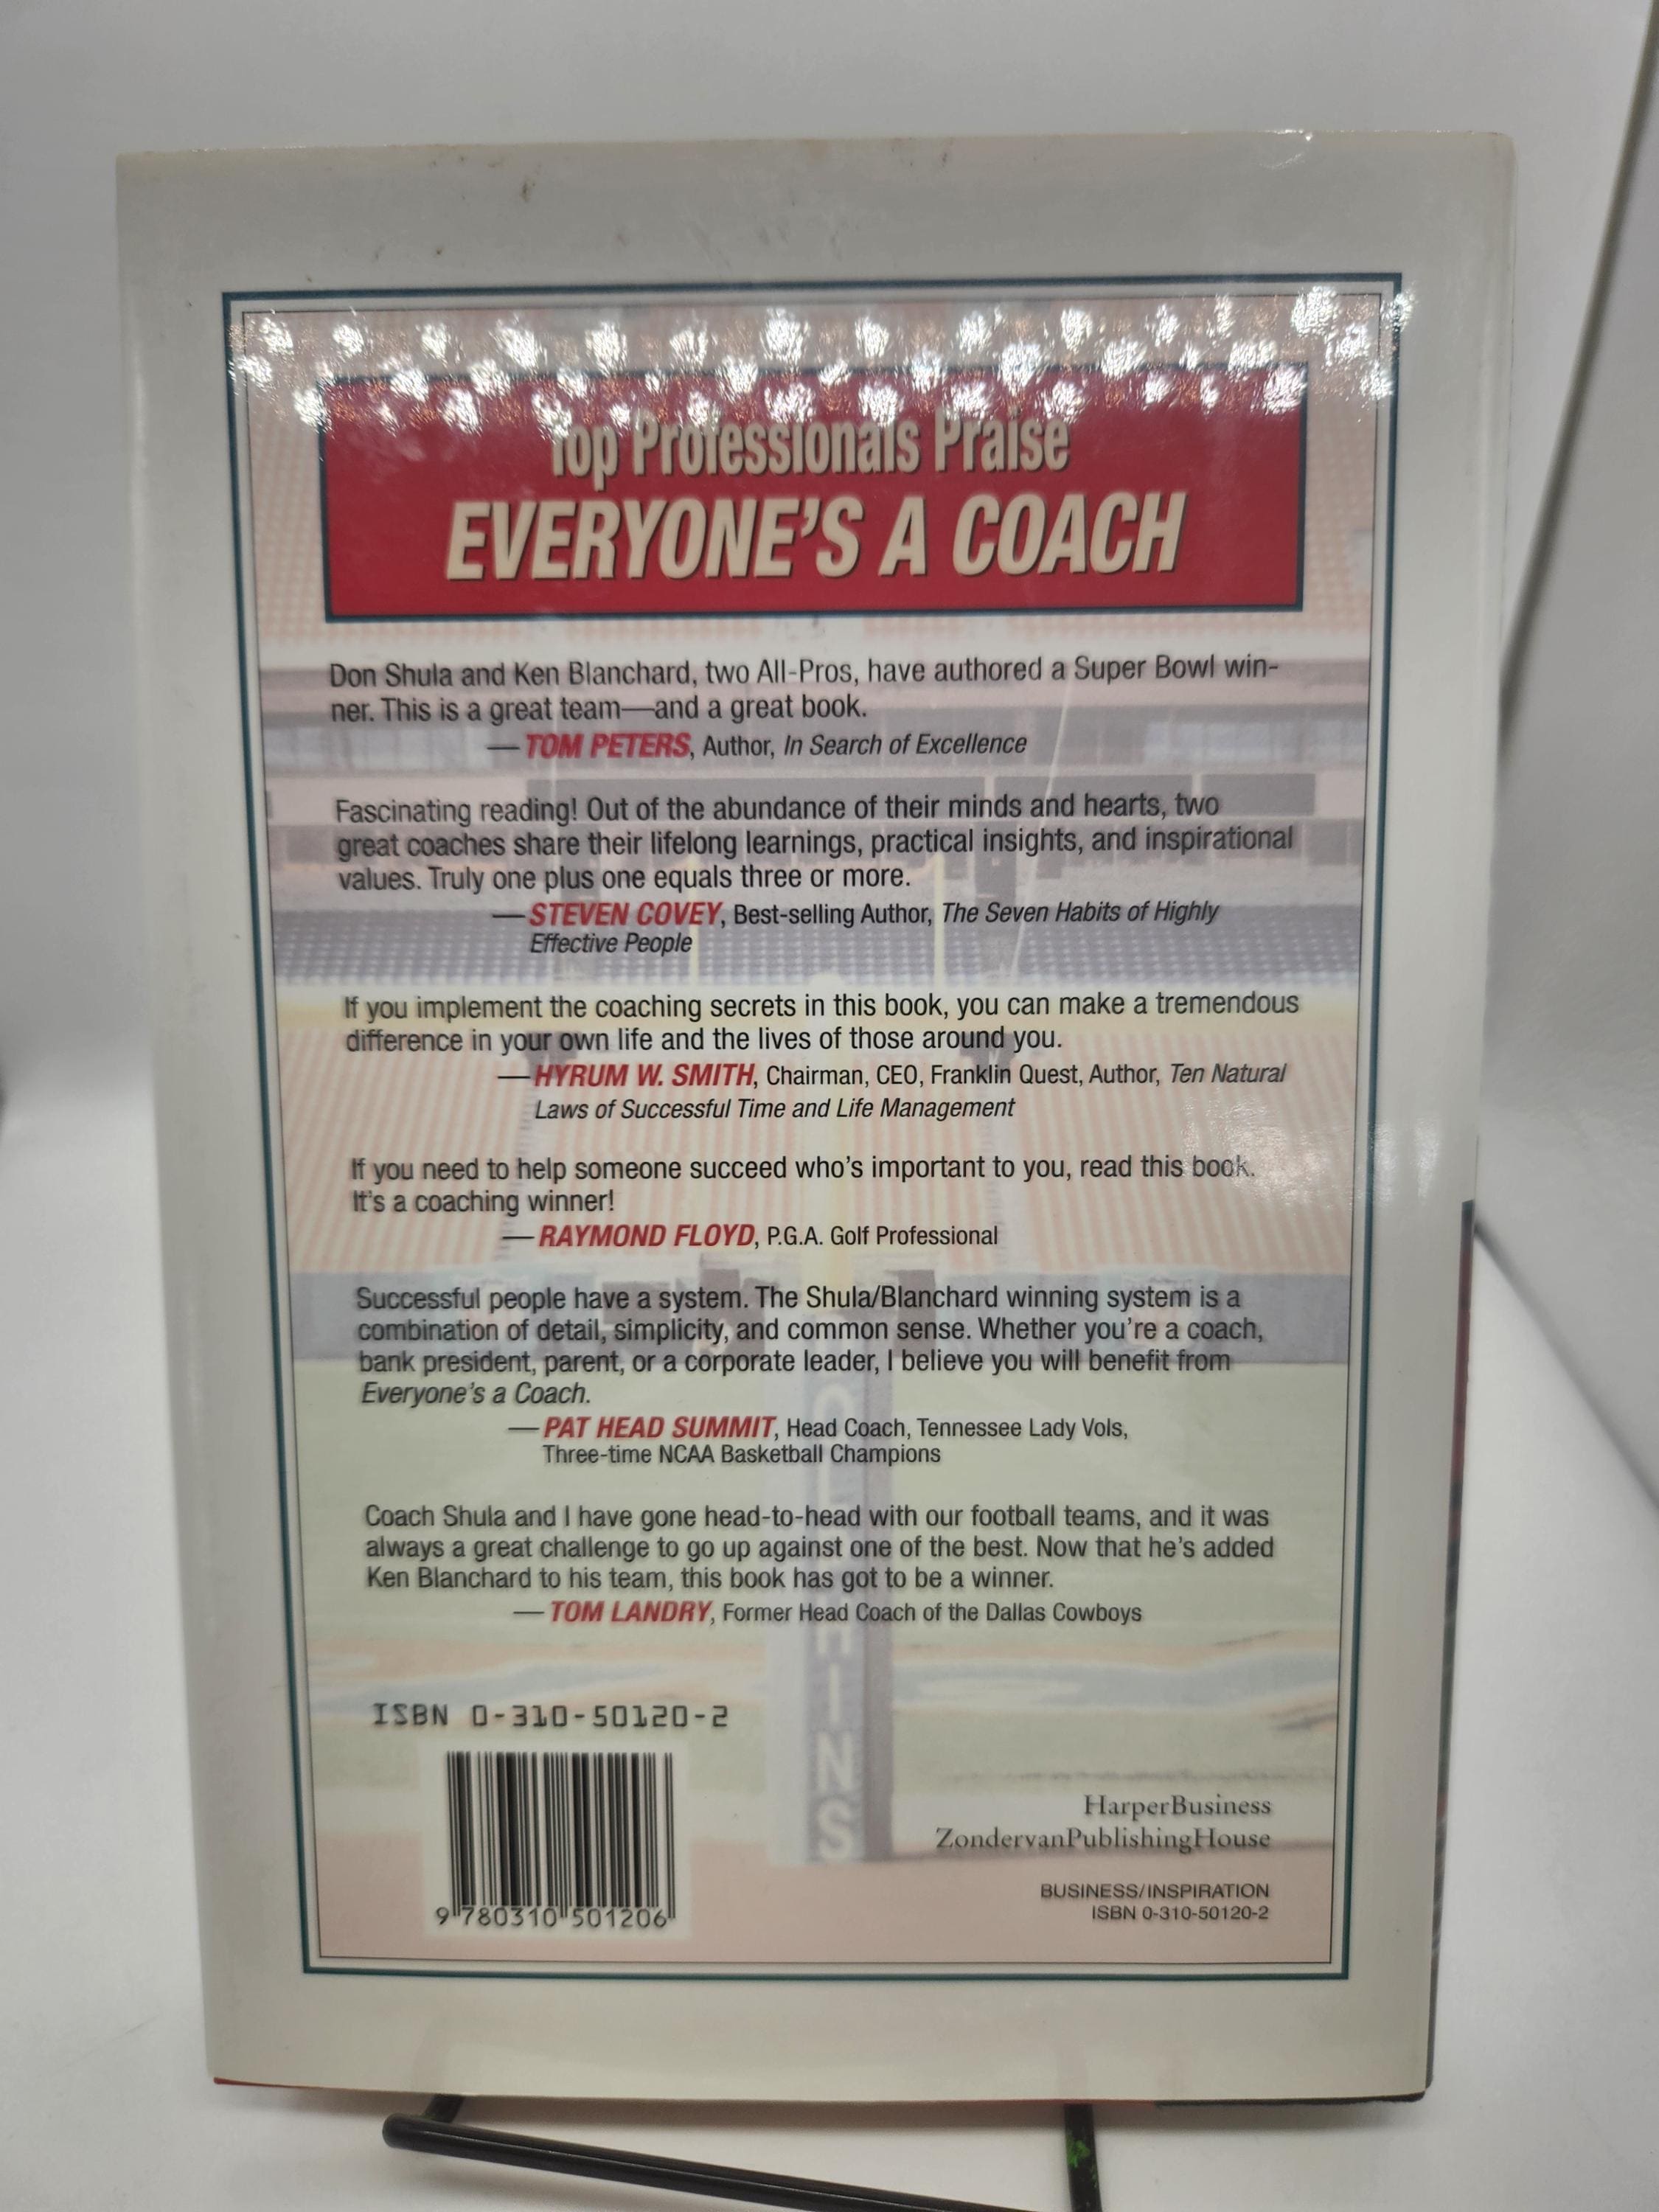 Top Professionals Praise
EVERYONE'S A COACH
Don Shula and Ken Blanchard, two All-Pros, have authored a Super Bowl win-
ner. This is a great team—and a great book.
— TOM PETERS, Author, In Search of Excellence
Fascinating reading! Out of the abundance of their minds and hearts, two
great coaches share their lifelong learnings, practical insights, and inspirational
values. Truly one plus one equals three or more.
— STEVEN COVEY, Best-selling Author, The Seven Habits of Highly
Effective People
If you implement the coaching secrets in this book, you can make a tremendous
difference in your own life and the lives of those around you.
— HYRUM W. SMITH, Chairman, CEO, Franklin Quest, Author, Ten Natural
Laws of Successful Time and Life Management
If you need to help someone succeed who's important to you, read this book.
It's a coaching winner!
— RAYMOND FLOYD, P.G.A. Golf Professional
Successful people have a system. The Shula/Blanchard winning system is a
combination of detail, simplicity, and common sense. Whether you're a coach,
bank president, parent, or a corporate leader, I believe you will benefit from
Everyone's a Coach.
— PAT HEAD SUMMIT, Head Coach, Tennessee Lady Vols,
Three-time NCAA Basketball Champions
Coach Shula and I have gone head-to-head with our football teams, and it was
always a great challenge to go up against one of the best. Now that he's added
Ken Blanchard to his team, this book has got to be a winner.
— TOM LANDRY, Former Head Coach of the Dallas Cowboys
ISBN 0-310-50120-2
9 780310 501206
HarperBusiness
ZondervanPublishingHouse
BUSINESS/INSPIRATION
ISBN 0-310-50120-2